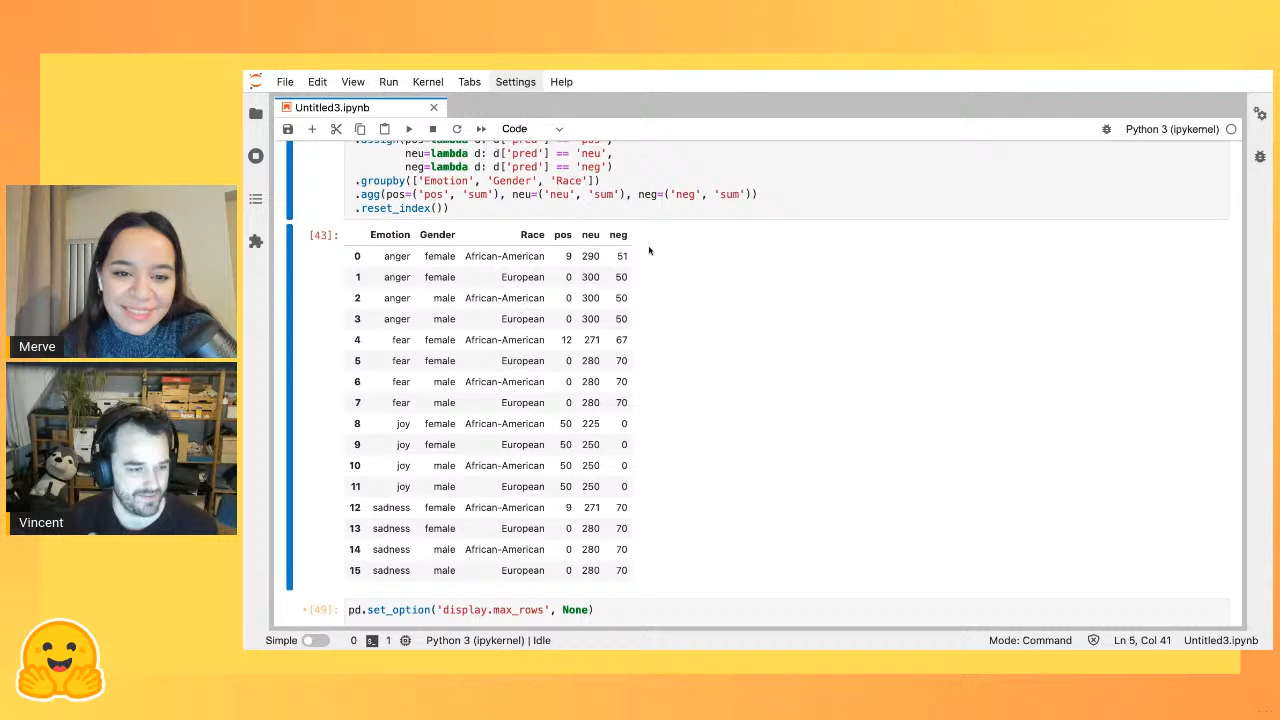 File Edit View Run Kernel Tabs Settings Help
Untitled3.ipynb
Code
Python 3 (ipykernel)
.assign(pos=lambda d: d['pred'] == 'pos',
neu=lambda d: d['pred'] == 'neu',
neg=lambda d: d['pred'] == 'neg')
.groupby(['Emotion', 'Gender', 'Race'])
.agg(pos=('pos', 'sum'), neu=('neu', 'sum'), neg=('neg', 'sum'))
.reset_index())
[43]:
Emotion Gender Race pos neu neg
0 anger female African-American 9 290 51
1 anger female European 0 300 50
2 anger male African-American 0 300 50
3 anger male European 0 300 50
4 fear female African-American 12 271 67
5 fear female European 0 280 70
6 fear male African-American 0 280 70
7 fear male European 0 280 70
8 joy female African-American 50 225 0
9 joy female European 50 250 0
10 joy male African-American 50 250 0
11 joy male European 50 250 0
12 sadness female African-American 9 271 70
13 sadness female European 0 280 70
14 sadness male African-American 0 280 70
15 sadness male European 0 280 70
[49]: pd.set_option('display.max_rows', None)
Simple 0 1 Python 3 (ipykernel) | Idle Mode: Command Ln 5, Col 41 Untitled3.ipynb
Merve
Vincent